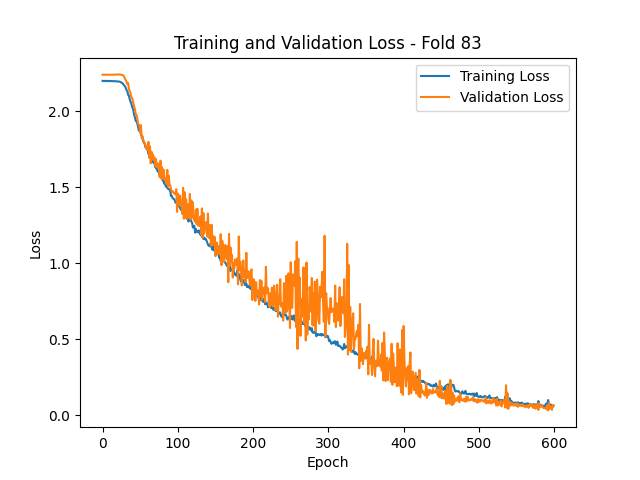 Training and Validation Loss - Fold 83
Training Loss
Validation Loss
2.0
1.5
1.0
0.5
0.0
Loss
0 100 200 300 400 500 600
Epoch